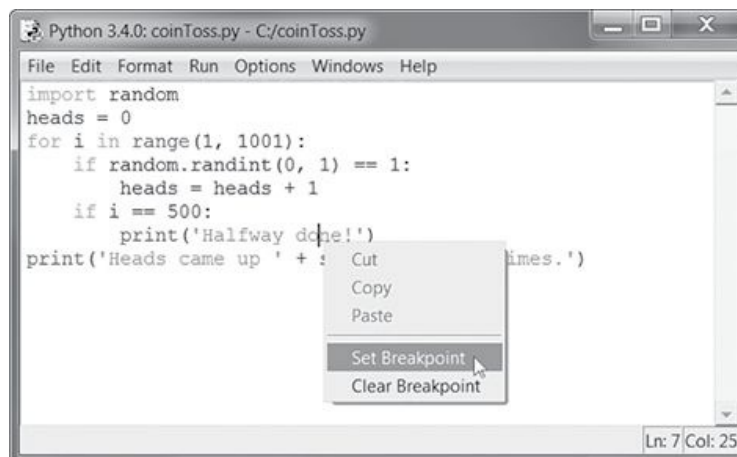 Python 3.4.0: coinToss.py - C:/coinToss.py
File Edit Format Run Options Windows Help
import random
heads = 0
for i in range(1, 1001):
    if random.randint(0, 1) == 1:
        heads = heads + 1
    if i == 500:
        print('Halfway done!')
print('Heads came up ' + s imes.')
Cut
Copy
Paste
Set Breakpoint
Clear Breakpoint
Ln: 7 Col: 25